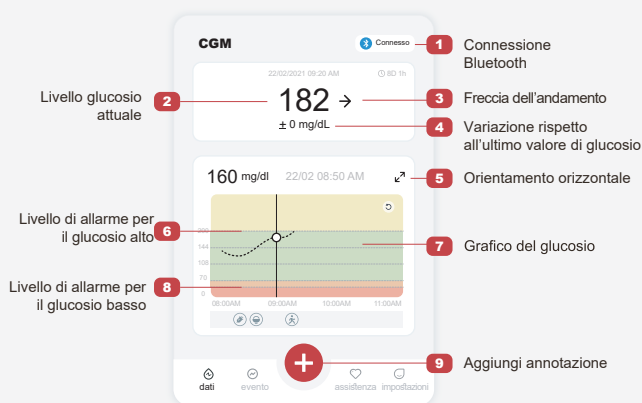 CGM
Connesso
1
Connessione
Bluetooth
22/02/2021 09:20 AM
8D 1h
Livello glucosio
attuale
2
182
3
Freccia dell'andamento
± 0 mg/dL
4
Variazione rispetto
all'ultimo valore di glucosio
160 mg/dl
22/02 08:50 AM
5
Orientamento orizzontale
Livello di allarme per
il glucosio alto
6
7
Grafico del glucosio
144
108
70
0
Livello di allarme per
il glucosio basso
8
08:00AM 09:00AM 10:00AM 11:00AM
9
Aggiungi annotazione
dati
evento
assistenza
impostazioni